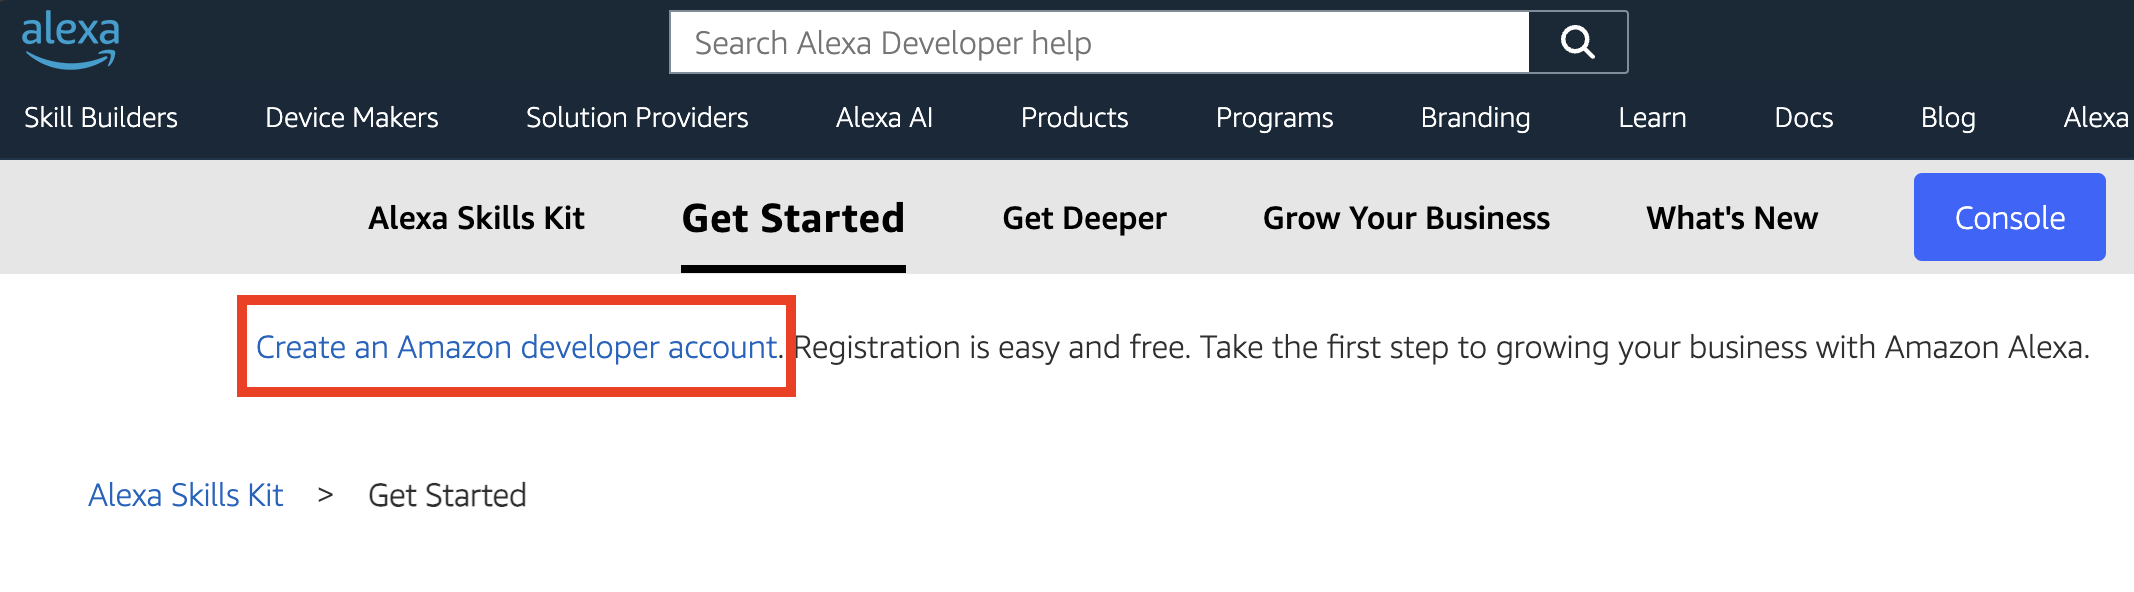 alexa
Search Alexa Developer help
Skill Builders Device Makers Solution Providers Alexa AI Products Programs Branding Learn Docs Blog Alexa
Alexa Skills Kit Get Started Get Deeper Grow Your Business What's New Console
Create an Amazon developer account. Registration is easy and free. Take the first step to growing your business with Amazon Alexa.
Alexa Skills Kit > Get Started